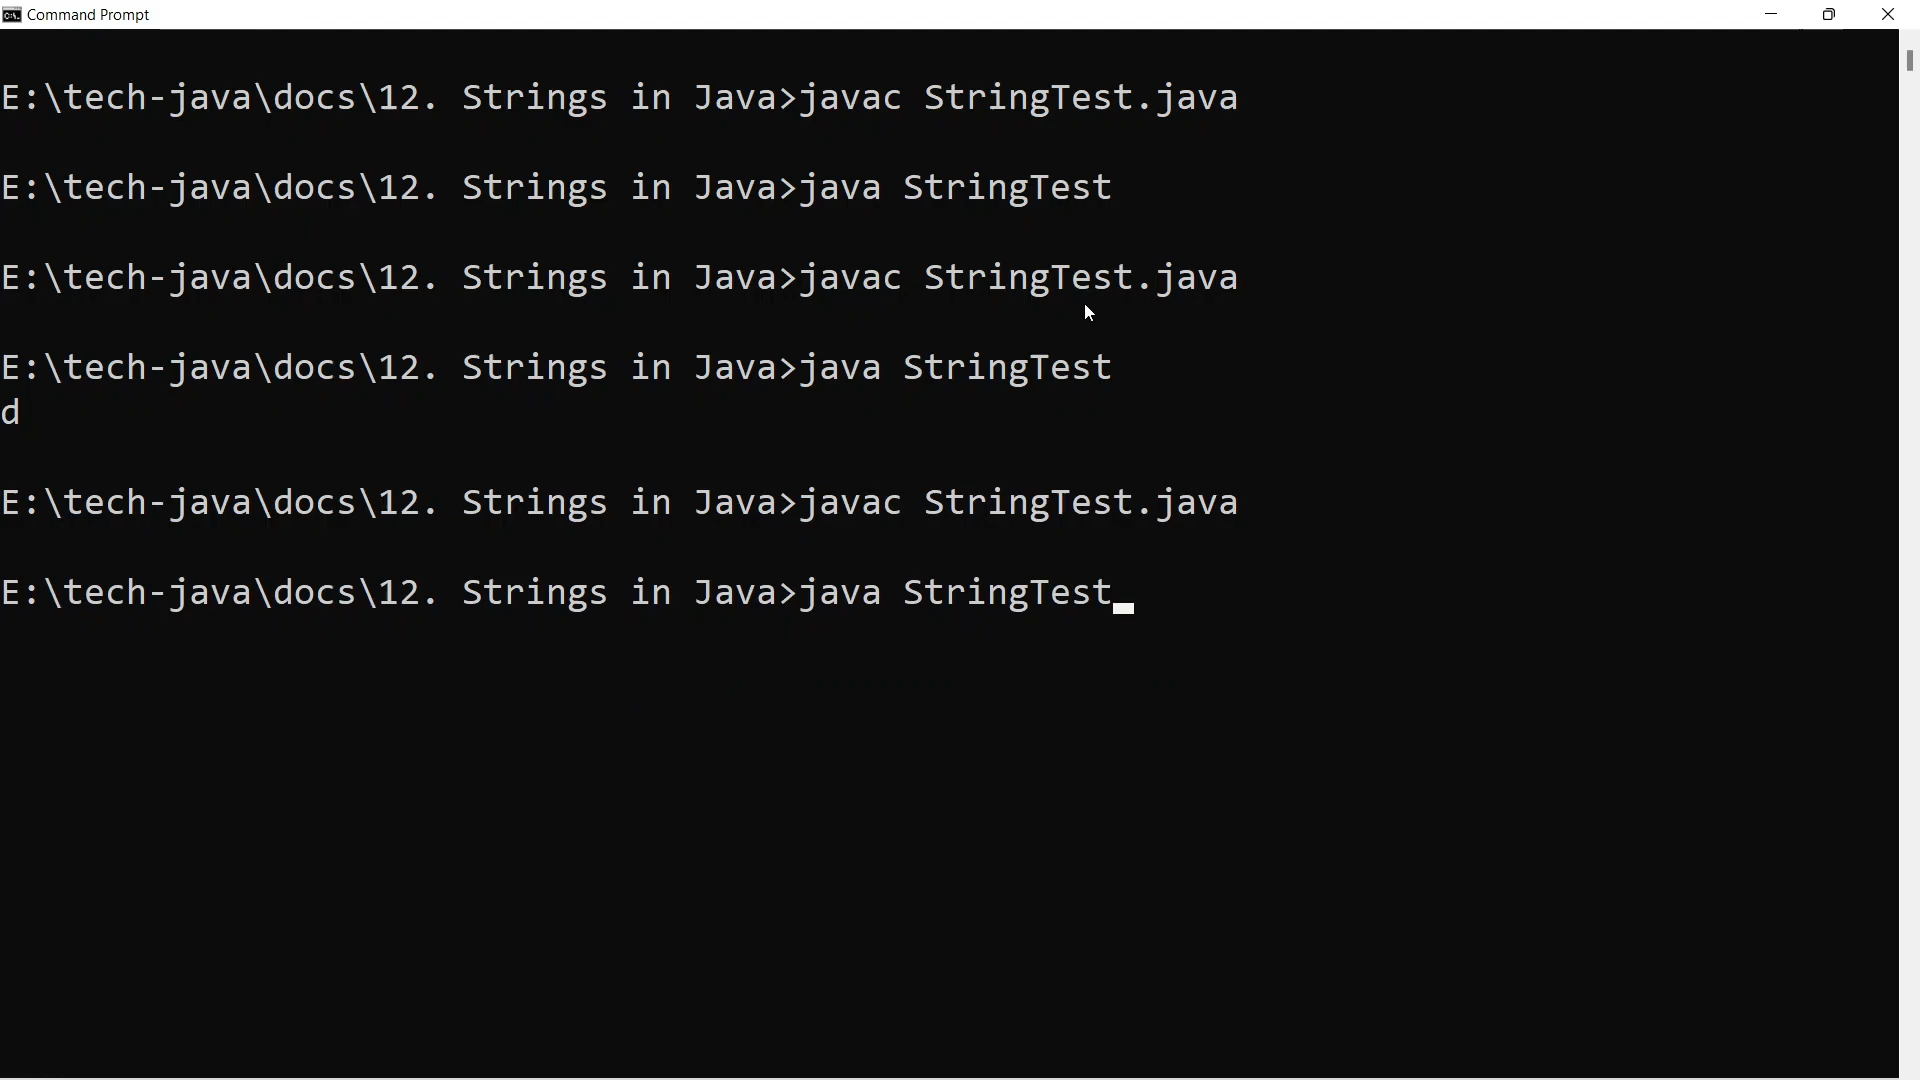 Command Prompt
E:\tech-java\docs\12. Strings in Java>javac StringTest.java
E:\tech-java\docs\12. Strings in Java>java StringTest
E:\tech-java\docs\12. Strings in Java>javac StringTest.java
E:\tech-java\docs\12. Strings in Java>java StringTest
d
E:\tech-java\docs\12. Strings in Java>javac StringTest.java
E:\tech-java\docs\12. Strings in Java>java StringTest